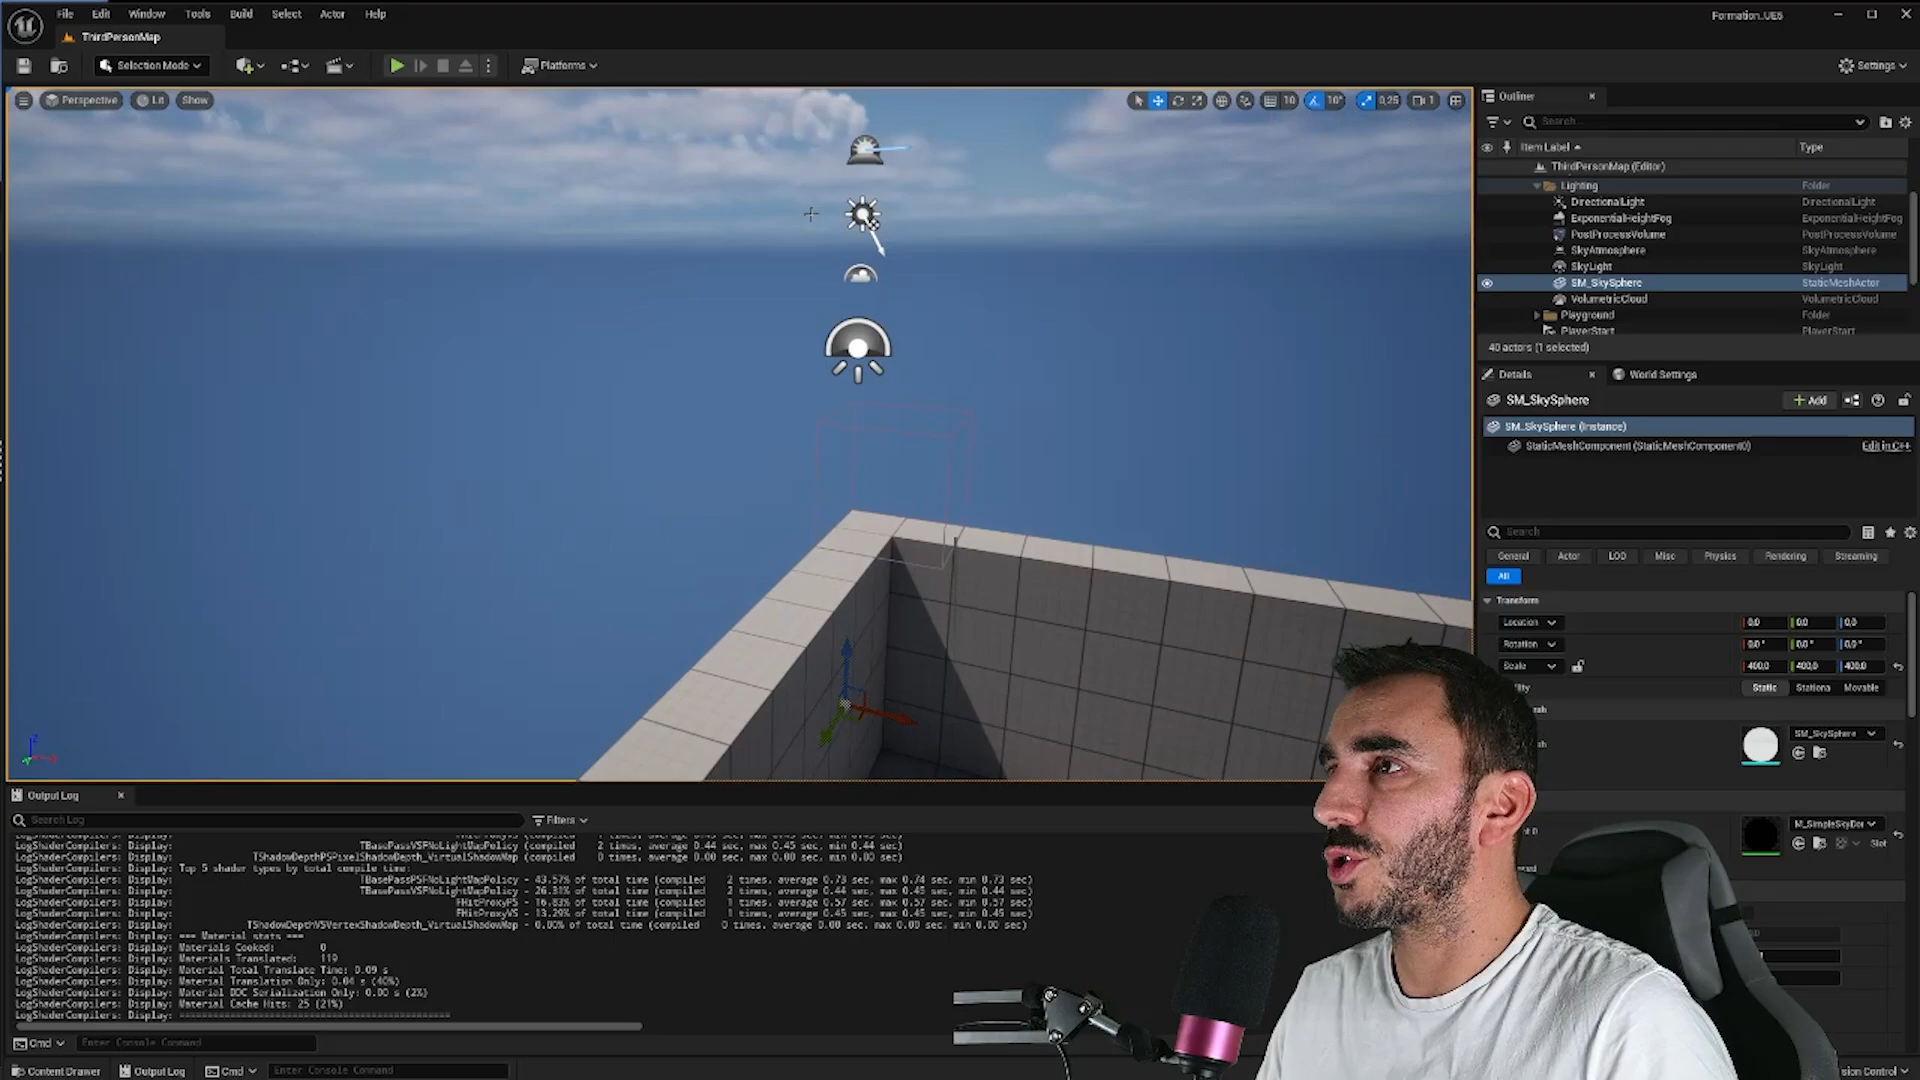 File Edit Window Tools Build Select Actor Help
Formation_UE5
ThirdPersonMap
Selection Mode
Platforms
Settings
Perspective Lit Show
10 10° 0,25 1
Outliner
Search...
Item Label Type
ThirdPersonMap (Editor)
Lighting Folder
DirectionalLight DirectionalLight
ExponentialHeightFog ExponentialHeightFog
PostProcessVolume PostProcessVolume
SkyAtmosphere SkyAtmosphere
SkyLight SkyLight
SM_SkySphere StaticMeshActor
VolumetricCloud VolumetricCloud
Playground Folder
PlayerStart PlayerStart
40 actors (1 selected)
Details World Settings
SM_SkySphere
Add
SM_SkySphere (Instance)
StaticMeshComponent (StaticMeshComponent0) Edit in C++
Search
General Actor LOD Misc Physics Rendering Streaming
All
Transform
Location 0,0 0,0 0,0
Rotation 0,0° 0,0° 0,0°
Scale 400,0 400,0 400,0
Static Stationa Movable
SM_SkySphere
M_SimpleSkyDo
Slot
Output Log
Search Log
Filters
TBasePassVSFNoLightMapPolicy (compiled 2 times, average 0.44 sec, max 0.45 sec, min 0.44 sec)
LogShaderCompilers: Display: TShadowDepthPSPixelShadowDepth_VirtualShadowMap (compiled 0 times, average 0.00 sec, max 0.00 sec, min 0.00 sec)
LogShaderCompilers: Display: Top 5 shader types by total compile time:
LogShaderCompilers: Display: TBasePassPSFNoLightMapPolicy - 43.57% of total time (compiled 2 times, average 0.73 sec, max 0.74 sec, min 0.73 sec)
LogShaderCompilers: Display: TBasePassVSFNoLightMapPolicy - 26.31% of total time (compiled 2 times, average 0.44 sec, max 0.45 sec, min 0.44 sec)
LogShaderCompilers: Display: FHitProxyPS - 16.83% of total time (compiled 1 times, average 0.57 sec, max 0.57 sec, min 0.57 sec)
LogShaderCompilers: Display: FHitProxyVS - 13.29% of total time (compiled 1 times, average 0.45 sec, max 0.45 sec, min 0.45 sec)
LogShaderCompilers: Display: TShadowDepthVSVertexShadowDepth_VirtualShadowMap - 0.00% of total time (compiled 0 times, average 0.00 sec, max 0.00 sec, min 0.00 sec)
LogShaderCompilers: Display: === Material stats ===
LogShaderCompilers: Display: Materials Cooked: 0
LogShaderCompilers: Display: Materials Translated: 119
LogShaderCompilers: Display: Material Total Translate Time: 0.09 s
LogShaderCompilers: Display: Material Translation Only: 0.04 s (40%)
LogShaderCompilers: Display: Material DDC Serialization Only: 0.00 s (2%)
LogShaderCompilers: Display: Material Cache Hits: 25 (21%)
LogShaderCompilers: Display: ================================================
Cmd Enter Console Command
Content Drawer Output Log Cmd Enter Console Command
sion Control